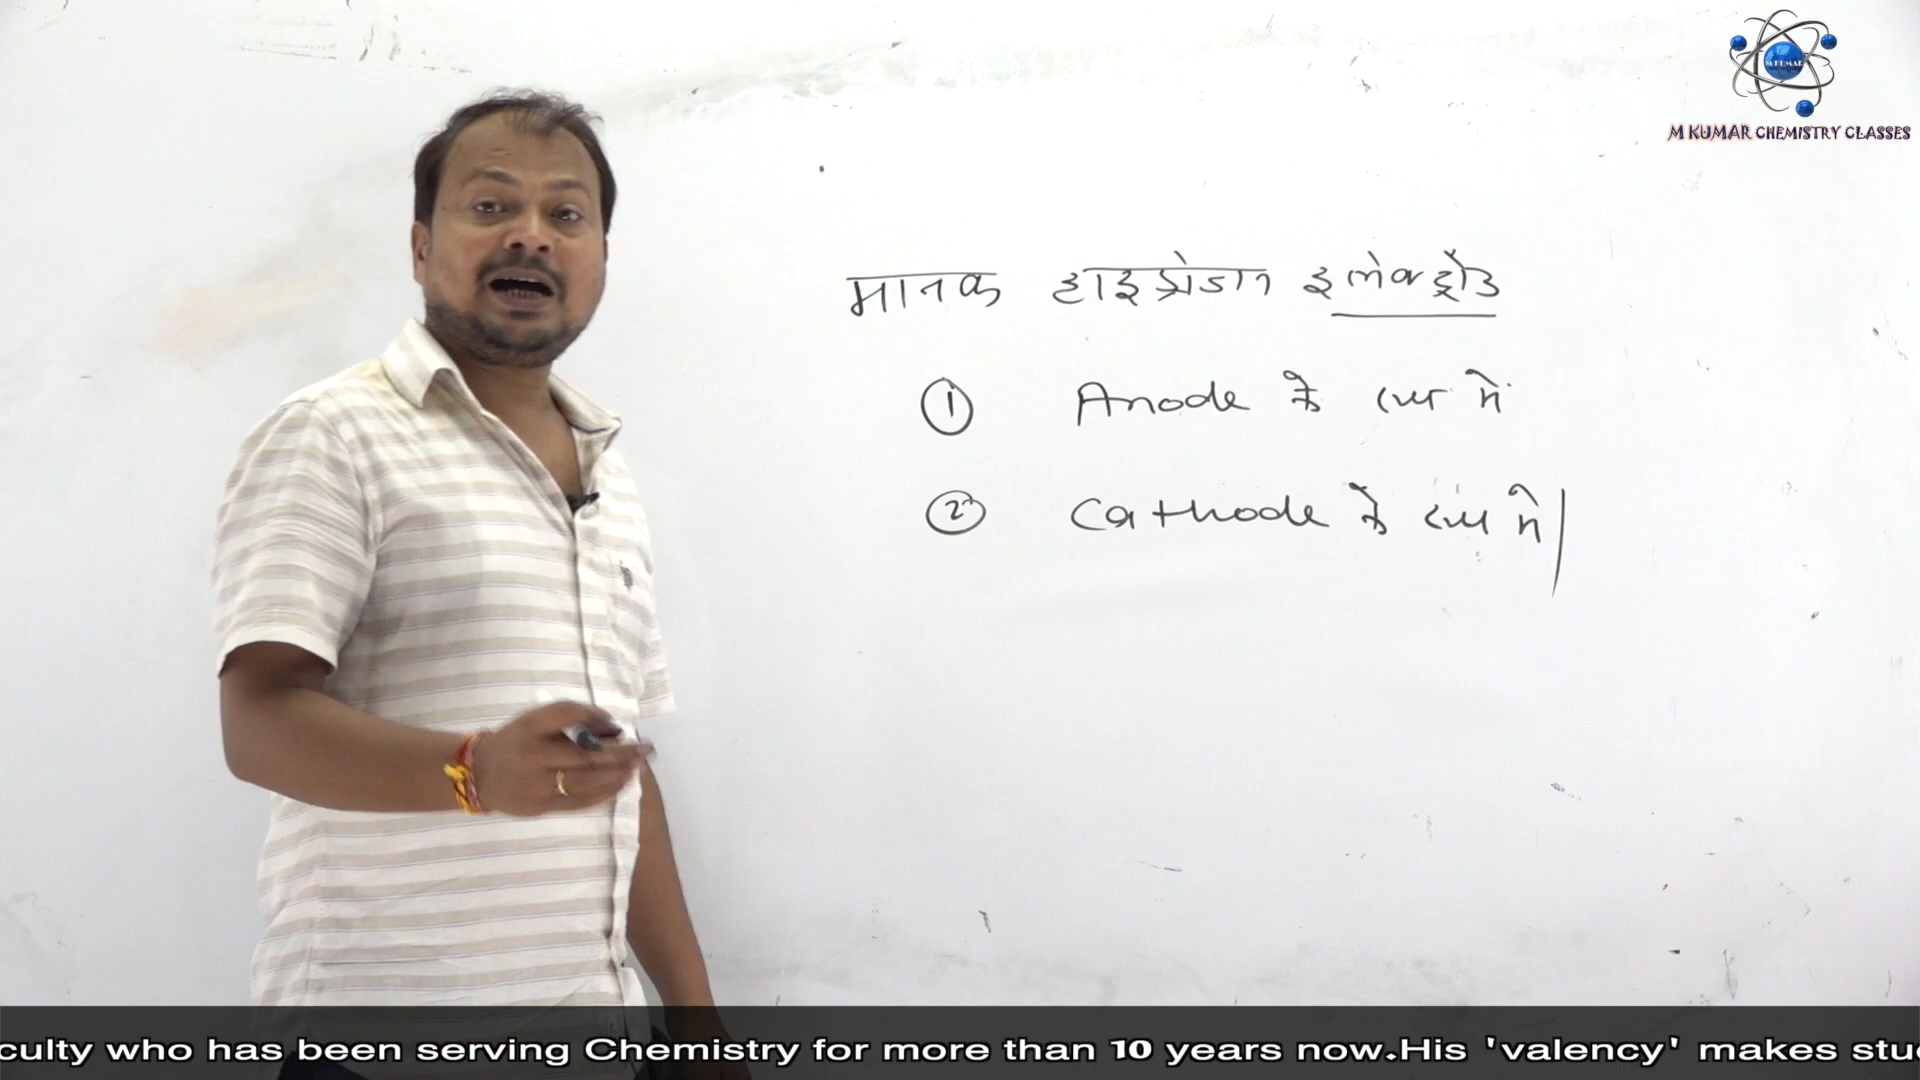 M KUMAR
M KUMAR CHEMISTRY CLASSES
मानक हाइड्रोजन इलेक्ट्रोड
① Anode के रूप में
② Cathode के रूप में|
culty who has been serving Chemistry for more than 10 years now.His 'valency' makes stu